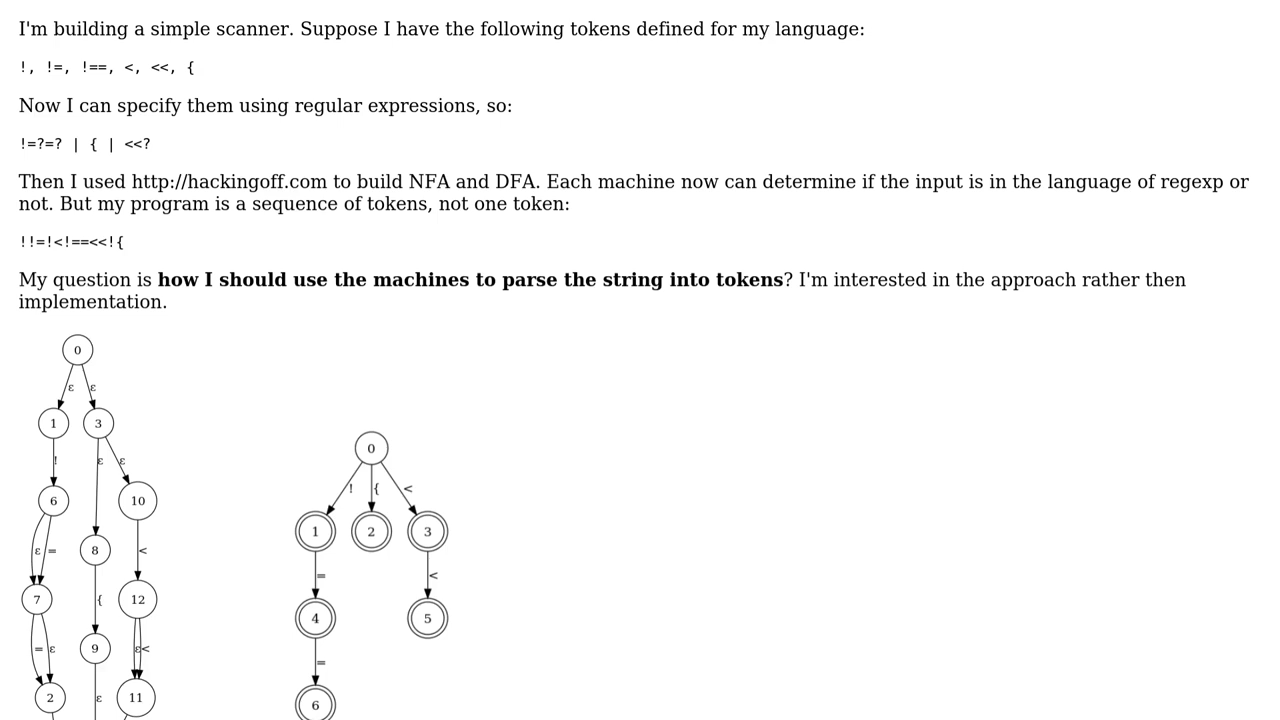 I'm building a simple scanner. Suppose I have the following tokens defined for my language:
!, !=, !==, <, <<, {
Now I can specify them using regular expressions, so:
!=?=? | { | <<?
Then I used http://hackingoff.com to build NFA and DFA. Each machine now can determine if the input is in the language of regexp or
not. But my program is a sequence of tokens, not one token:
!!=!<!==<<!{
My question is how I should use the machines to parse the string into tokens? I'm interested in the approach rather then
implementation.
0
ε ε
1 3
! ε ε
6 10
ε = 8 <
7 { 12
= ε 9 ε <
2 ε 11
0
! { <
1 2 3
= <
4 5
=
6